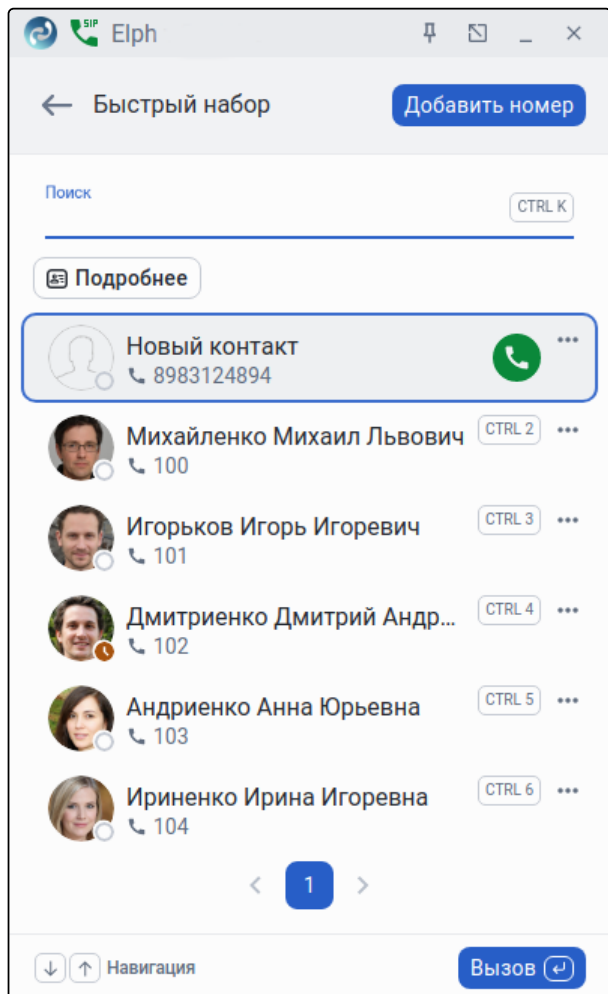 SIP Elph
Быстрый набор Добавить номер
Поиск
CTRL K
Подробнее
Новый контакт
8983124894
Михайленко Михаил Львович CTRL 2
100
Игорьков Игорь Игоревич CTRL 3
101
Дмитриенко Дмитрий Андр... CTRL 4
102
Андриенко Анна Юрьевна CTRL 5
103
Ириненко Ирина Игоревна CTRL 6
104
1
Навигация Вызов